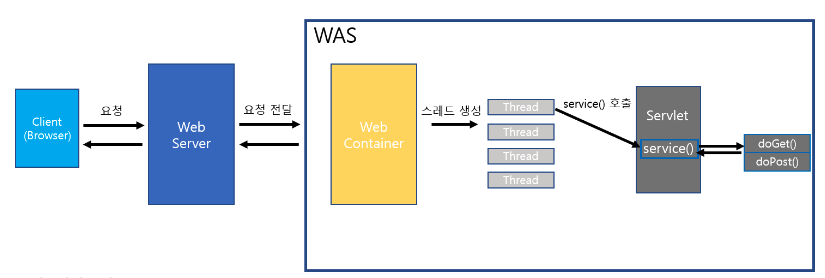 WAS
Client
(Browser)
요청
Web
Server
요청 전달
Web
Container
스레드 생성
Thread
Thread
Thread
Thread
service() 호출
Servlet
service()
doGet()
doPost()